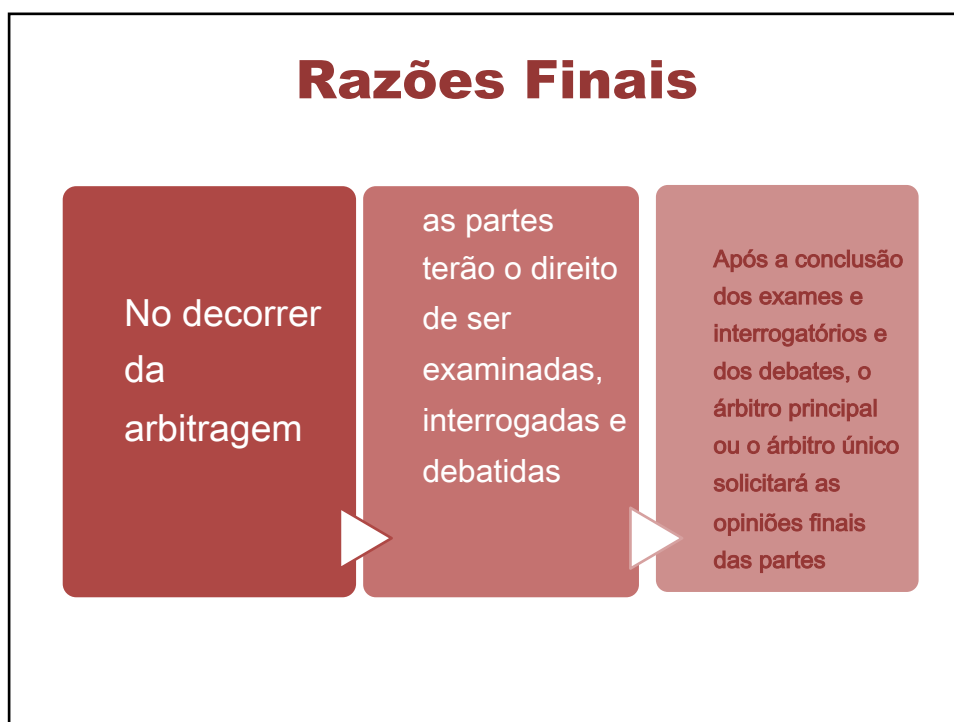 Razões Finais
No decorrer
da
arbitragem
as partes
terão o direito
de ser
examinadas,
interrogadas e
debatidas
Após a conclusão
dos exames e
interrogatórios e
dos debates, o
árbitro principal
ou o árbitro único
solicitará as
opiniões finais
das partes